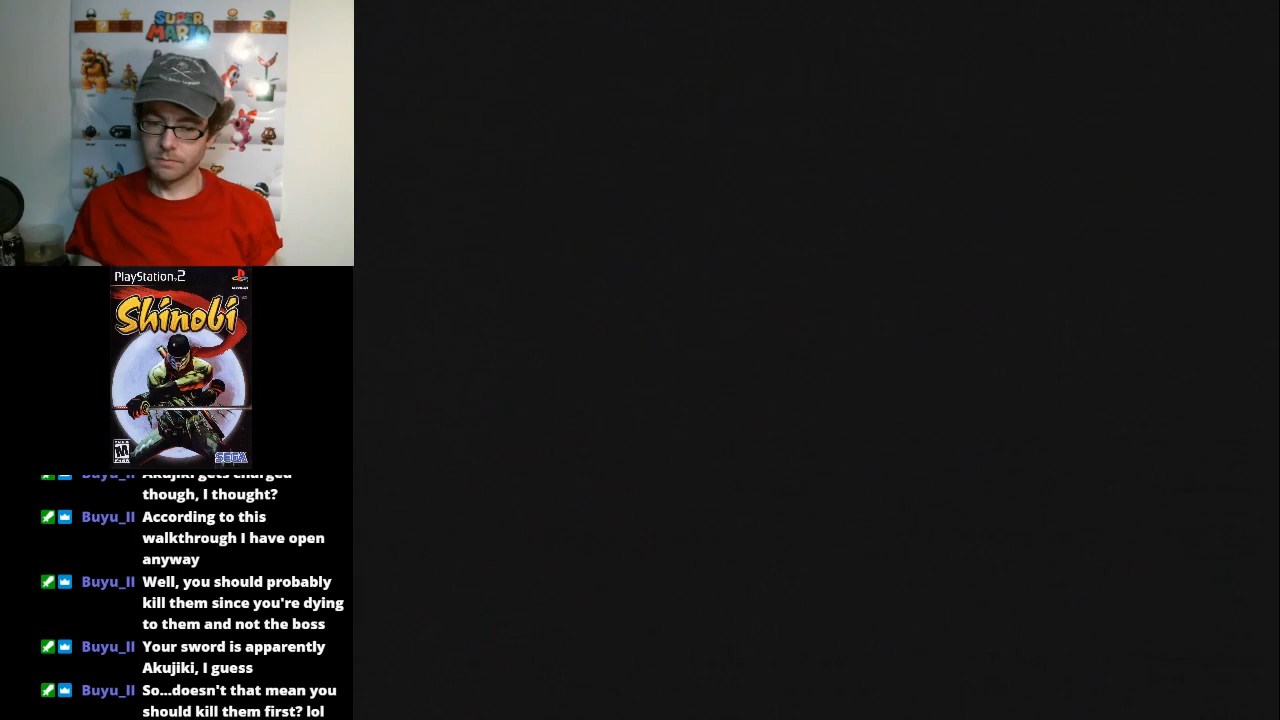 SUPER
MARIO
PlayStation.2
Shinobi
SEGA
Buyu_II Akujiki gets charged
though, I thought?
Buyu_II According to this
walkthrough I have open
anyway
Buyu_II Well, you should probably
kill them since you're dying
to them and not the boss
Buyu_II Your sword is apparently
Akujiki, I guess
Buyu_II So...doesn't that mean you
should kill them first? lol